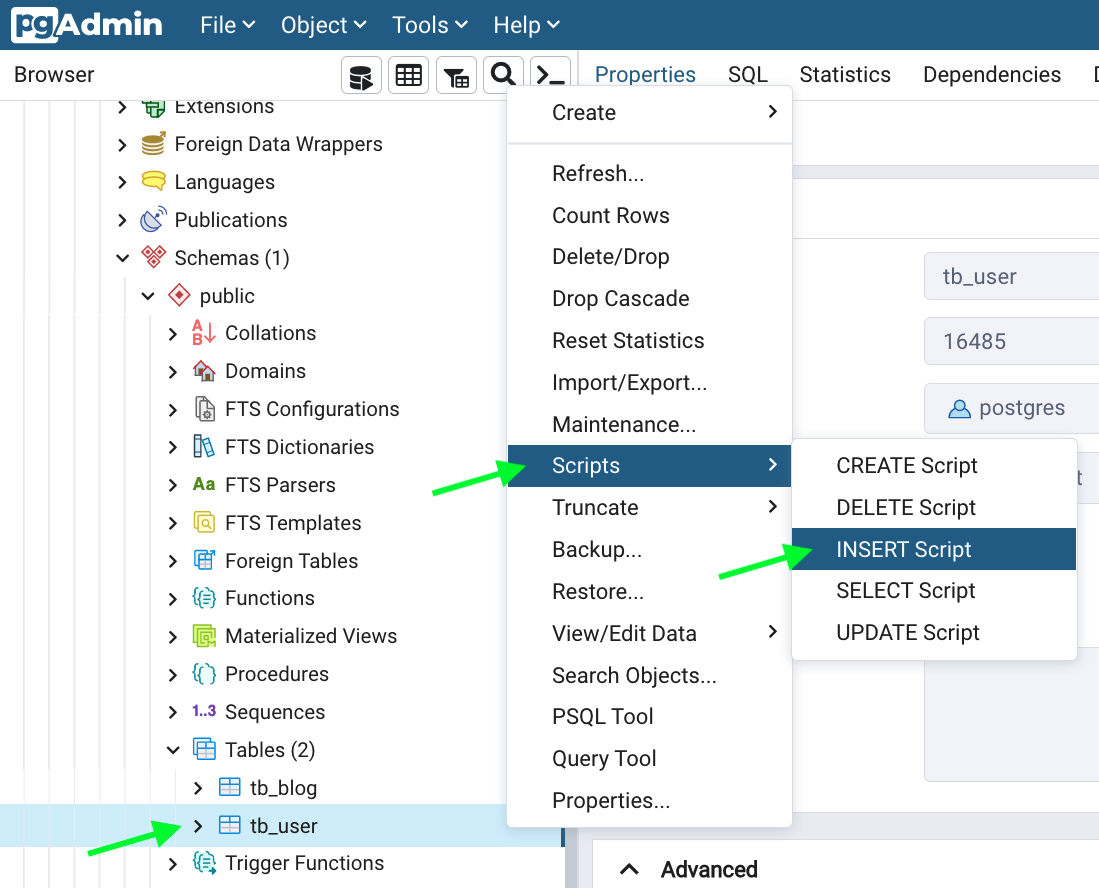 pgAdmin File Object Tools Help
Browser
Properties SQL Statistics Dependencies
Extensions
Foreign Data Wrappers
Languages
Publications
Schemas (1)
public
Collations
Domains
FTS Configurations
FTS Dictionaries
Aa FTS Parsers
FTS Templates
Foreign Tables
Functions
Materialized Views
Procedures
1..3 Sequences
Tables (2)
tb_blog
tb_user
Trigger Functions
Create
Refresh...
Count Rows
Delete/Drop
Drop Cascade
Reset Statistics
Import/Export...
Maintenance...
Scripts
Truncate
Backup...
Restore...
View/Edit Data
Search Objects...
PSQL Tool
Query Tool
Properties...
CREATE Script
DELETE Script
INSERT Script
SELECT Script
UPDATE Script
tb_user
16485
postgres
Advanced